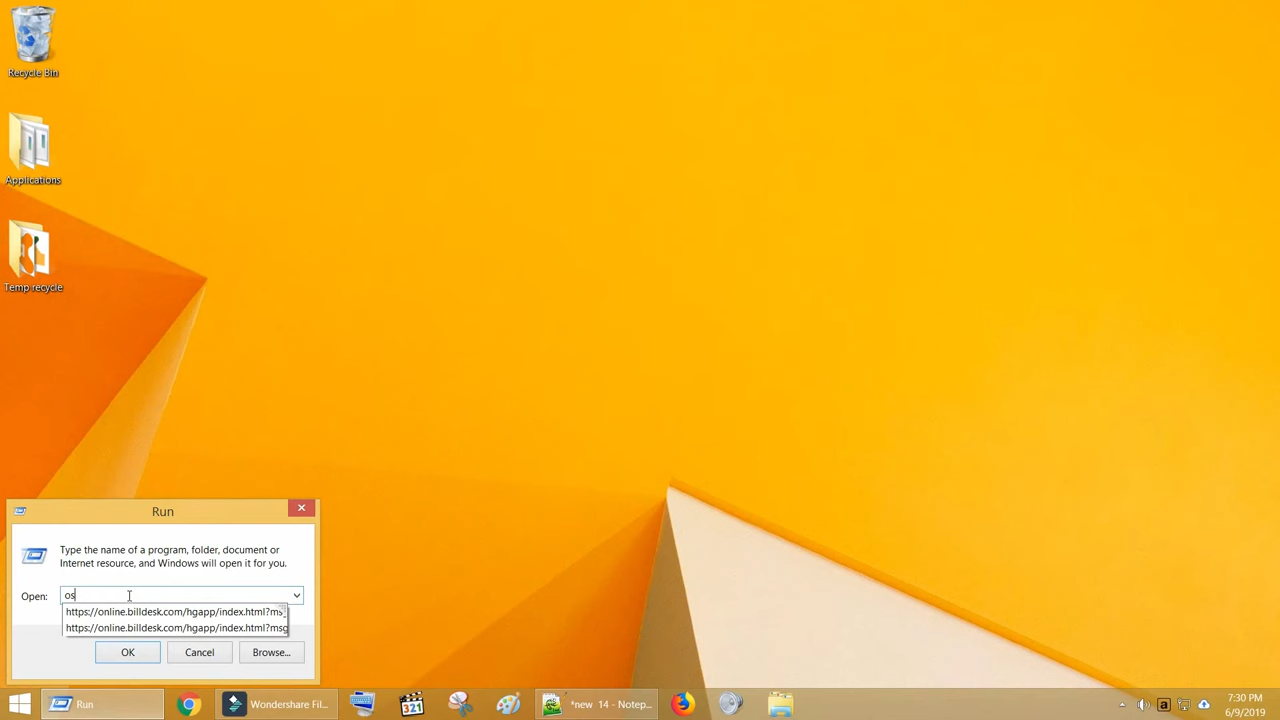 Recycle Bin
Applications
Temp recycle
Run
Type the name of a program, folder, document or
Internet resource, and Windows will open it for you.
Open: os
https://online.billdesk.com/hgapp/index.html?ms
https://online.billdesk.com/hgapp/index.html?msg
OK Cancel Browse...
Run
Wondershare Fil...
321
*new 14 - Notep...
a
7:30 PM
6/9/2019